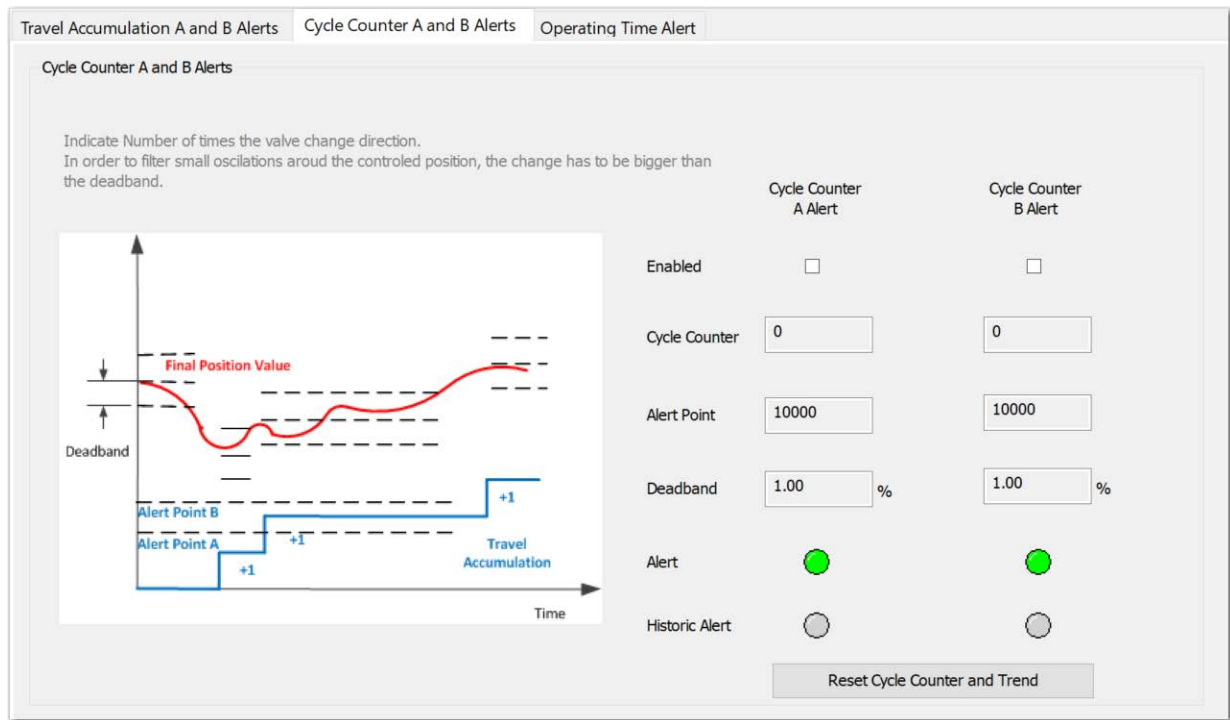 Travel Accumulation A and B Alerts
Cycle Counter A and B Alerts
Operating Time Alert
Cycle Counter A and B Alerts
Indicate Number of times the valve change direction.
In order to filter small oscilations aroud the controled position, the change has to be bigger than
the deadband.
Final Position Value
Deadband
Alert Point B
Alert Point A
+1
+1
+1
Travel
Accumulation
Time
Cycle Counter
A Alert
Cycle Counter
B Alert
Enabled
Cycle Counter
0
0
Alert Point
10000
10000
Deadband
1.00
%
1.00
%
Alert
Historic Alert
Reset Cycle Counter and Trend